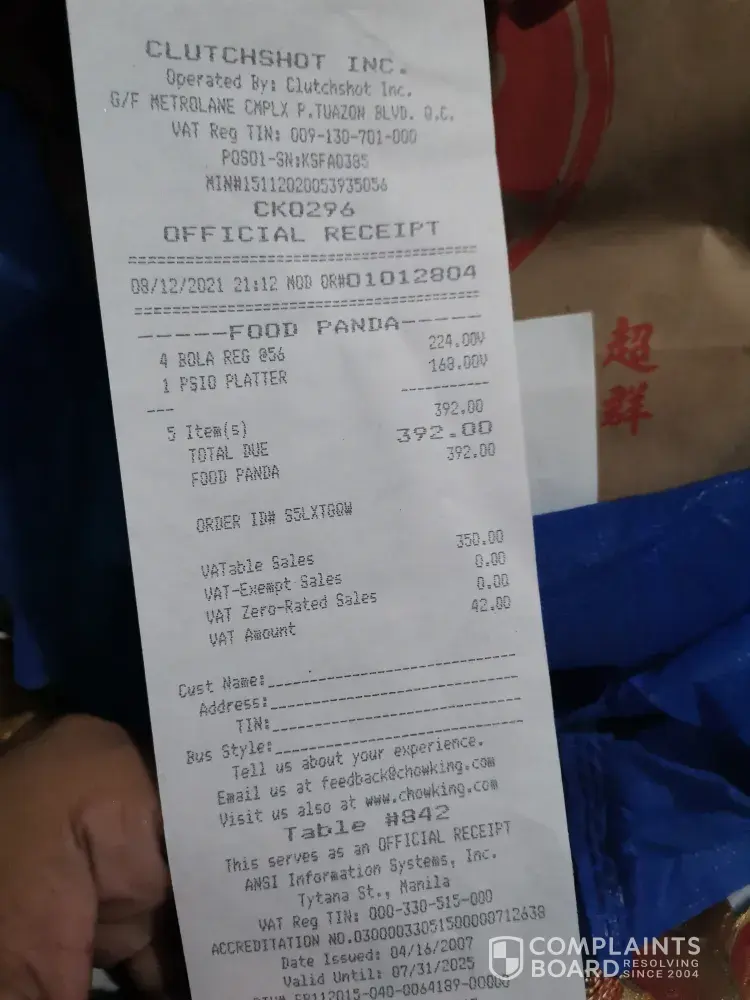 CLUTCHSHOT INC.
Operated By: Clutchshot Inc.
G/F METROLANE CMPLX P.TUAZON BLVD. Q.C.
VAT Reg TIN: 009-130-701-000
POS01-SN:KSFA0385
MIN#15112020053935056
CK0296
OFFICIAL RECEIPT
08/12/2021 21:12 MOD OR#01012804
-----FOOD PANDA-----
4 BOLA REG @56 224.00V
1 PSIO PLATTER 168.00V
5 Item(s) 392.00
TOTAL DUE 392.00
FOOD PANDA 392.00
ORDER ID# S5LXTGQW
VATable Sales 350.00
VAT-Exempt Sales 0.00
VAT Zero-Rated Sales 0.00
VAT Amount 42.00
Cust Name:
Address:
TIN:
Bus Style:
Tell us about your experience.
Email us at feedback@chowking.com
Visit us also at www.chowking.com
Table #842
This serves as an OFFICIAL RECEIPT
ANSI Information Systems, Inc.
Tytana St., Manila
VAT Reg TIN: 000-330-515-000
ACCREDITATION NO.03000033051500000712638
Date Issued: 04/16/2007
Valid Until: 07/31/2025
超群
COMPLAINTS
BOARD RESOLVING
SINCE 2004